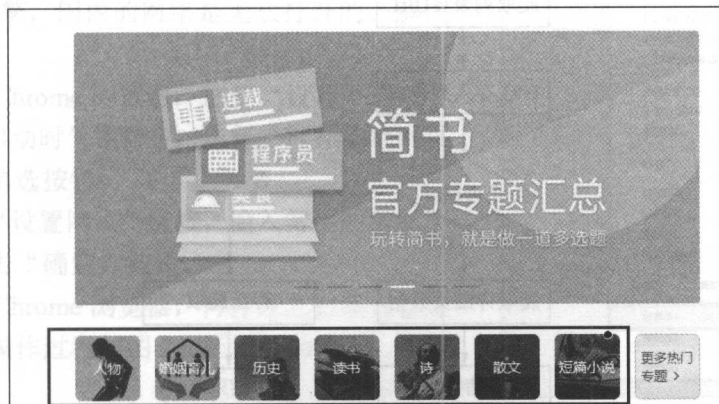 连载
程序员
美食
简书
官方专题汇总
玩转简书，就是做一道多选题
人物
婚姻育儿
历史
读书
诗
散文
短篇小说
更多热门
专题 >